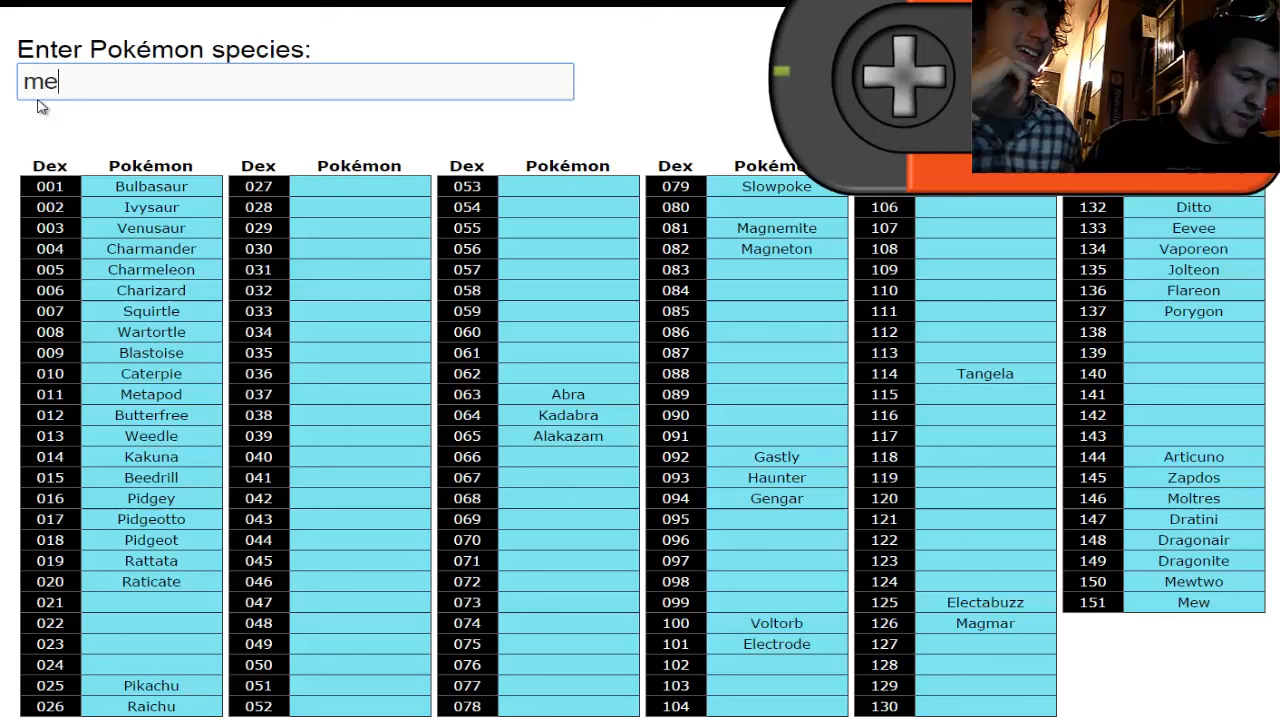 Enter Pokémon species:
me
Dex Pokémon Dex Pokémon Dex Pokémon Dex Pokém
001 Bulbasaur 027 053 079 Slowpoke
002 Ivysaur 028 054 080 106 132 Ditto
003 Venusaur 029 055 081 Magnemite 107 133 Eevee
004 Charmander 030 056 082 Magneton 108 134 Vaporeon
005 Charmeleon 031 057 083 109 135 Jolteon
006 Charizard 032 058 084 110 136 Flareon
007 Squirtle 033 059 085 111 137 Porygon
008 Wartortle 034 060 086 112 138
009 Blastoise 035 061 087 113 139
010 Caterpie 036 062 088 114 Tangela 140
011 Metapod 037 063 Abra 089 115 141
012 Butterfree 038 064 Kadabra 090 116 142
013 Weedle 039 065 Alakazam 091 117 143
014 Kakuna 040 066 092 Gastly 118 144 Articuno
015 Beedrill 041 067 093 Haunter 119 145 Zapdos
016 Pidgey 042 068 094 Gengar 120 146 Moltres
017 Pidgeotto 043 069 095 121 147 Dratini
018 Pidgeot 044 070 096 122 148 Dragonair
019 Rattata 045 071 097 123 149 Dragonite
020 Raticate 046 072 098 124 150 Mewtwo
021 047 073 099 125 Electabuzz 151 Mew
022 048 074 100 Voltorb 126 Magmar
023 049 075 101 Electrode 127
024 050 076 102 128
025 Pikachu 051 077 103 129
026 Raichu 052 078 104 130